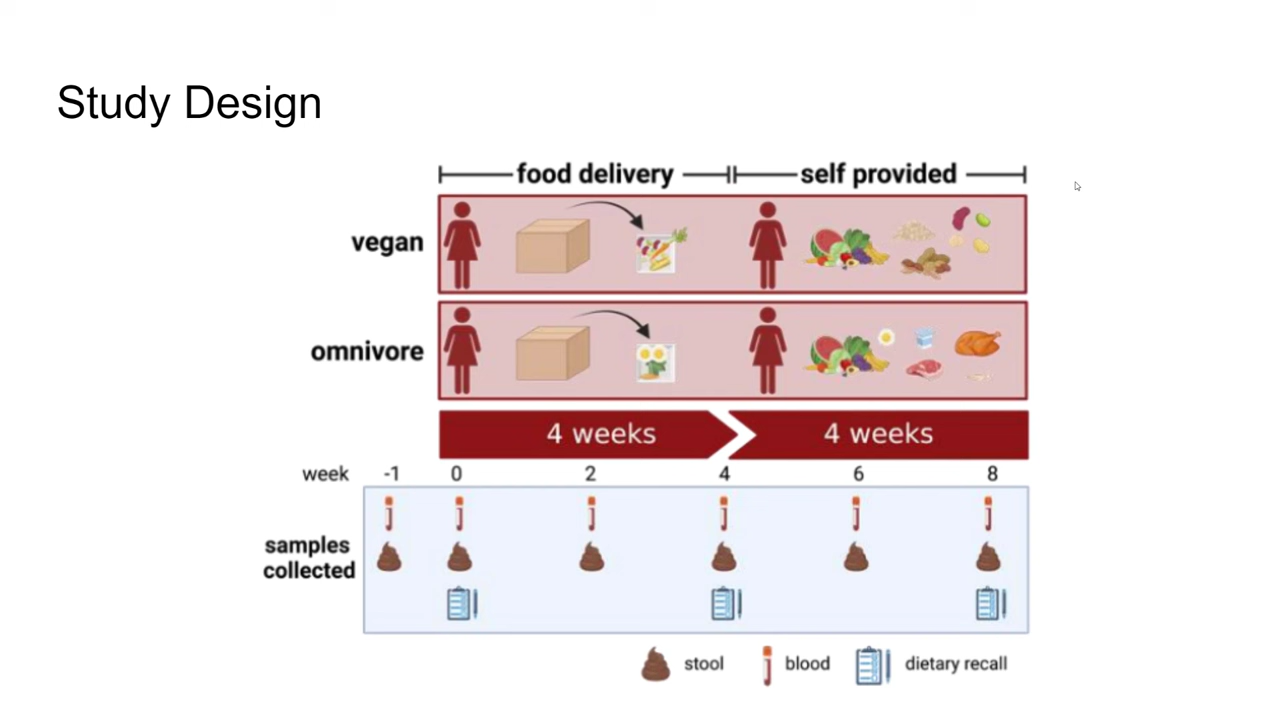 Study Design
food delivery
self provided
vegan
omnivore
4 weeks
4 weeks
week -1 0 2 4 6 8
samples
collected
stool
blood
dietary recall